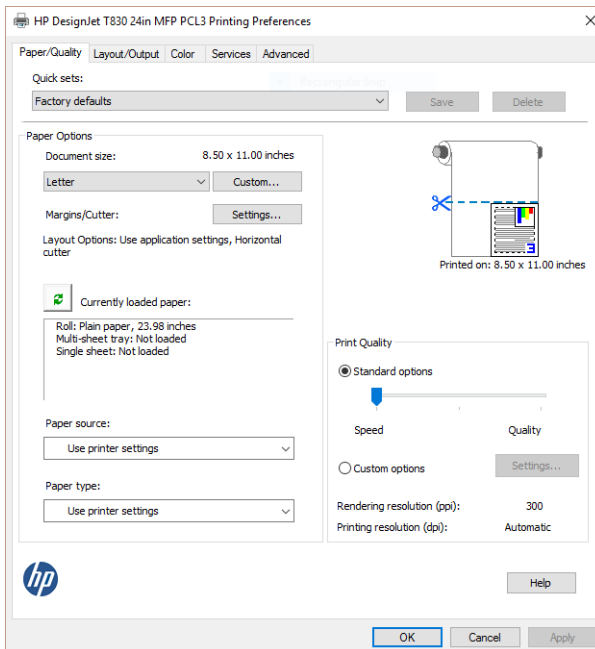 HP DesignJet T830 24in MFP PCL3 Printing Preferences
Paper/Quality Layout/Output Color Services Advanced
Quick sets:
Factory defaults
Save Delete
Paper Options
Document size: 8.50 x 11.00 inches
Letter Custom...
Margins/Cutter: Settings...
Layout Options: Use application settings, Horizontal
cutter
3
Printed on: 8.50 x 11.00 inches
Currently loaded paper:
Roll: Plain paper, 23.98 inches
Multi-sheet tray: Not loaded
Single sheet: Not loaded
Paper source:
Use printer settings
Paper type:
Use printer settings
Print Quality
Standard options
Speed Quality
Custom options Settings...
Rendering resolution (ppi): 300
Printing resolution (dpi): Automatic
hp
Help
OK Cancel Apply